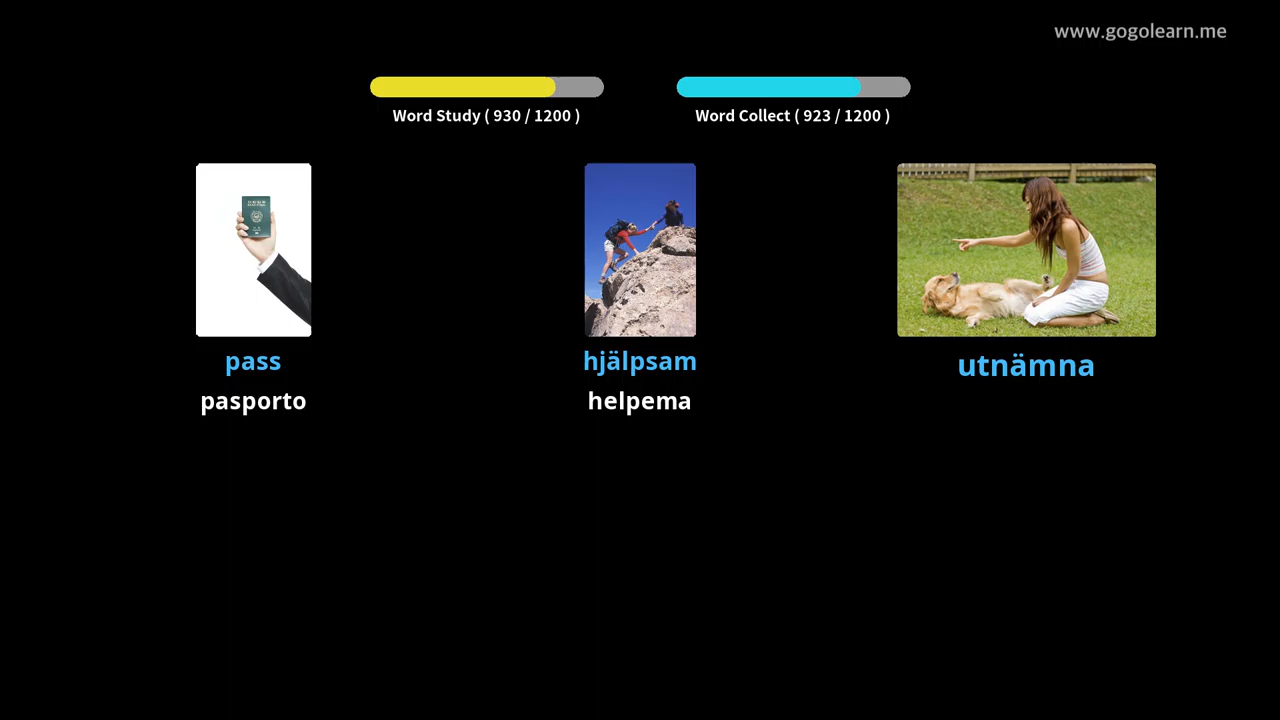 www.gogolearn.me
Word Study ( 930 / 1200 )
Word Collect ( 923 / 1200 )
pass
pasporto
hjälpsam
helpema
utnämna